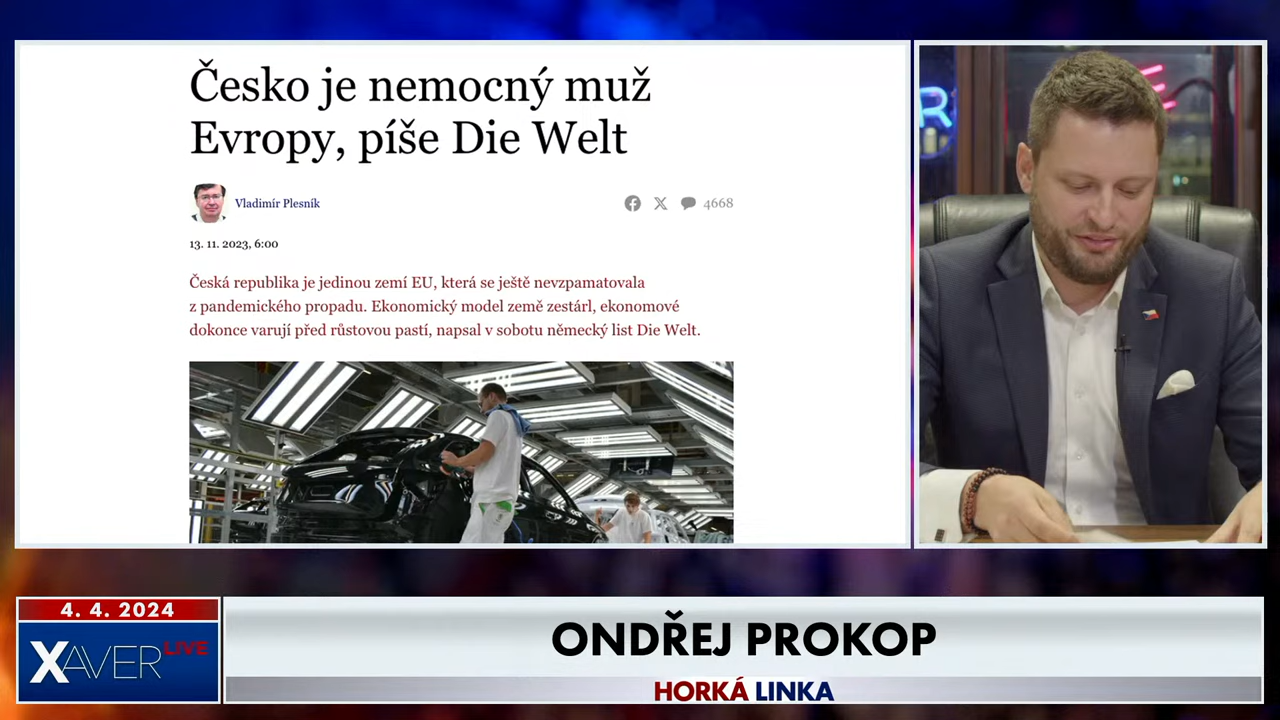 Česko je nemocný muž
Evropy, píše Die Welt
Vladimír Plesník
4668
13. 11. 2023, 6:00
Česká republika je jedinou zemí EU, která se ještě nevzpamatovala
z pandemického propadu. Ekonomický model země zestárl, ekonomové
dokonce varují před růstovou pastí, napsal v sobotu německý list Die Welt.
4. 4. 2024
XAVER LIVE
ONDŘEJ PROKOP
HORKÁ LINKA